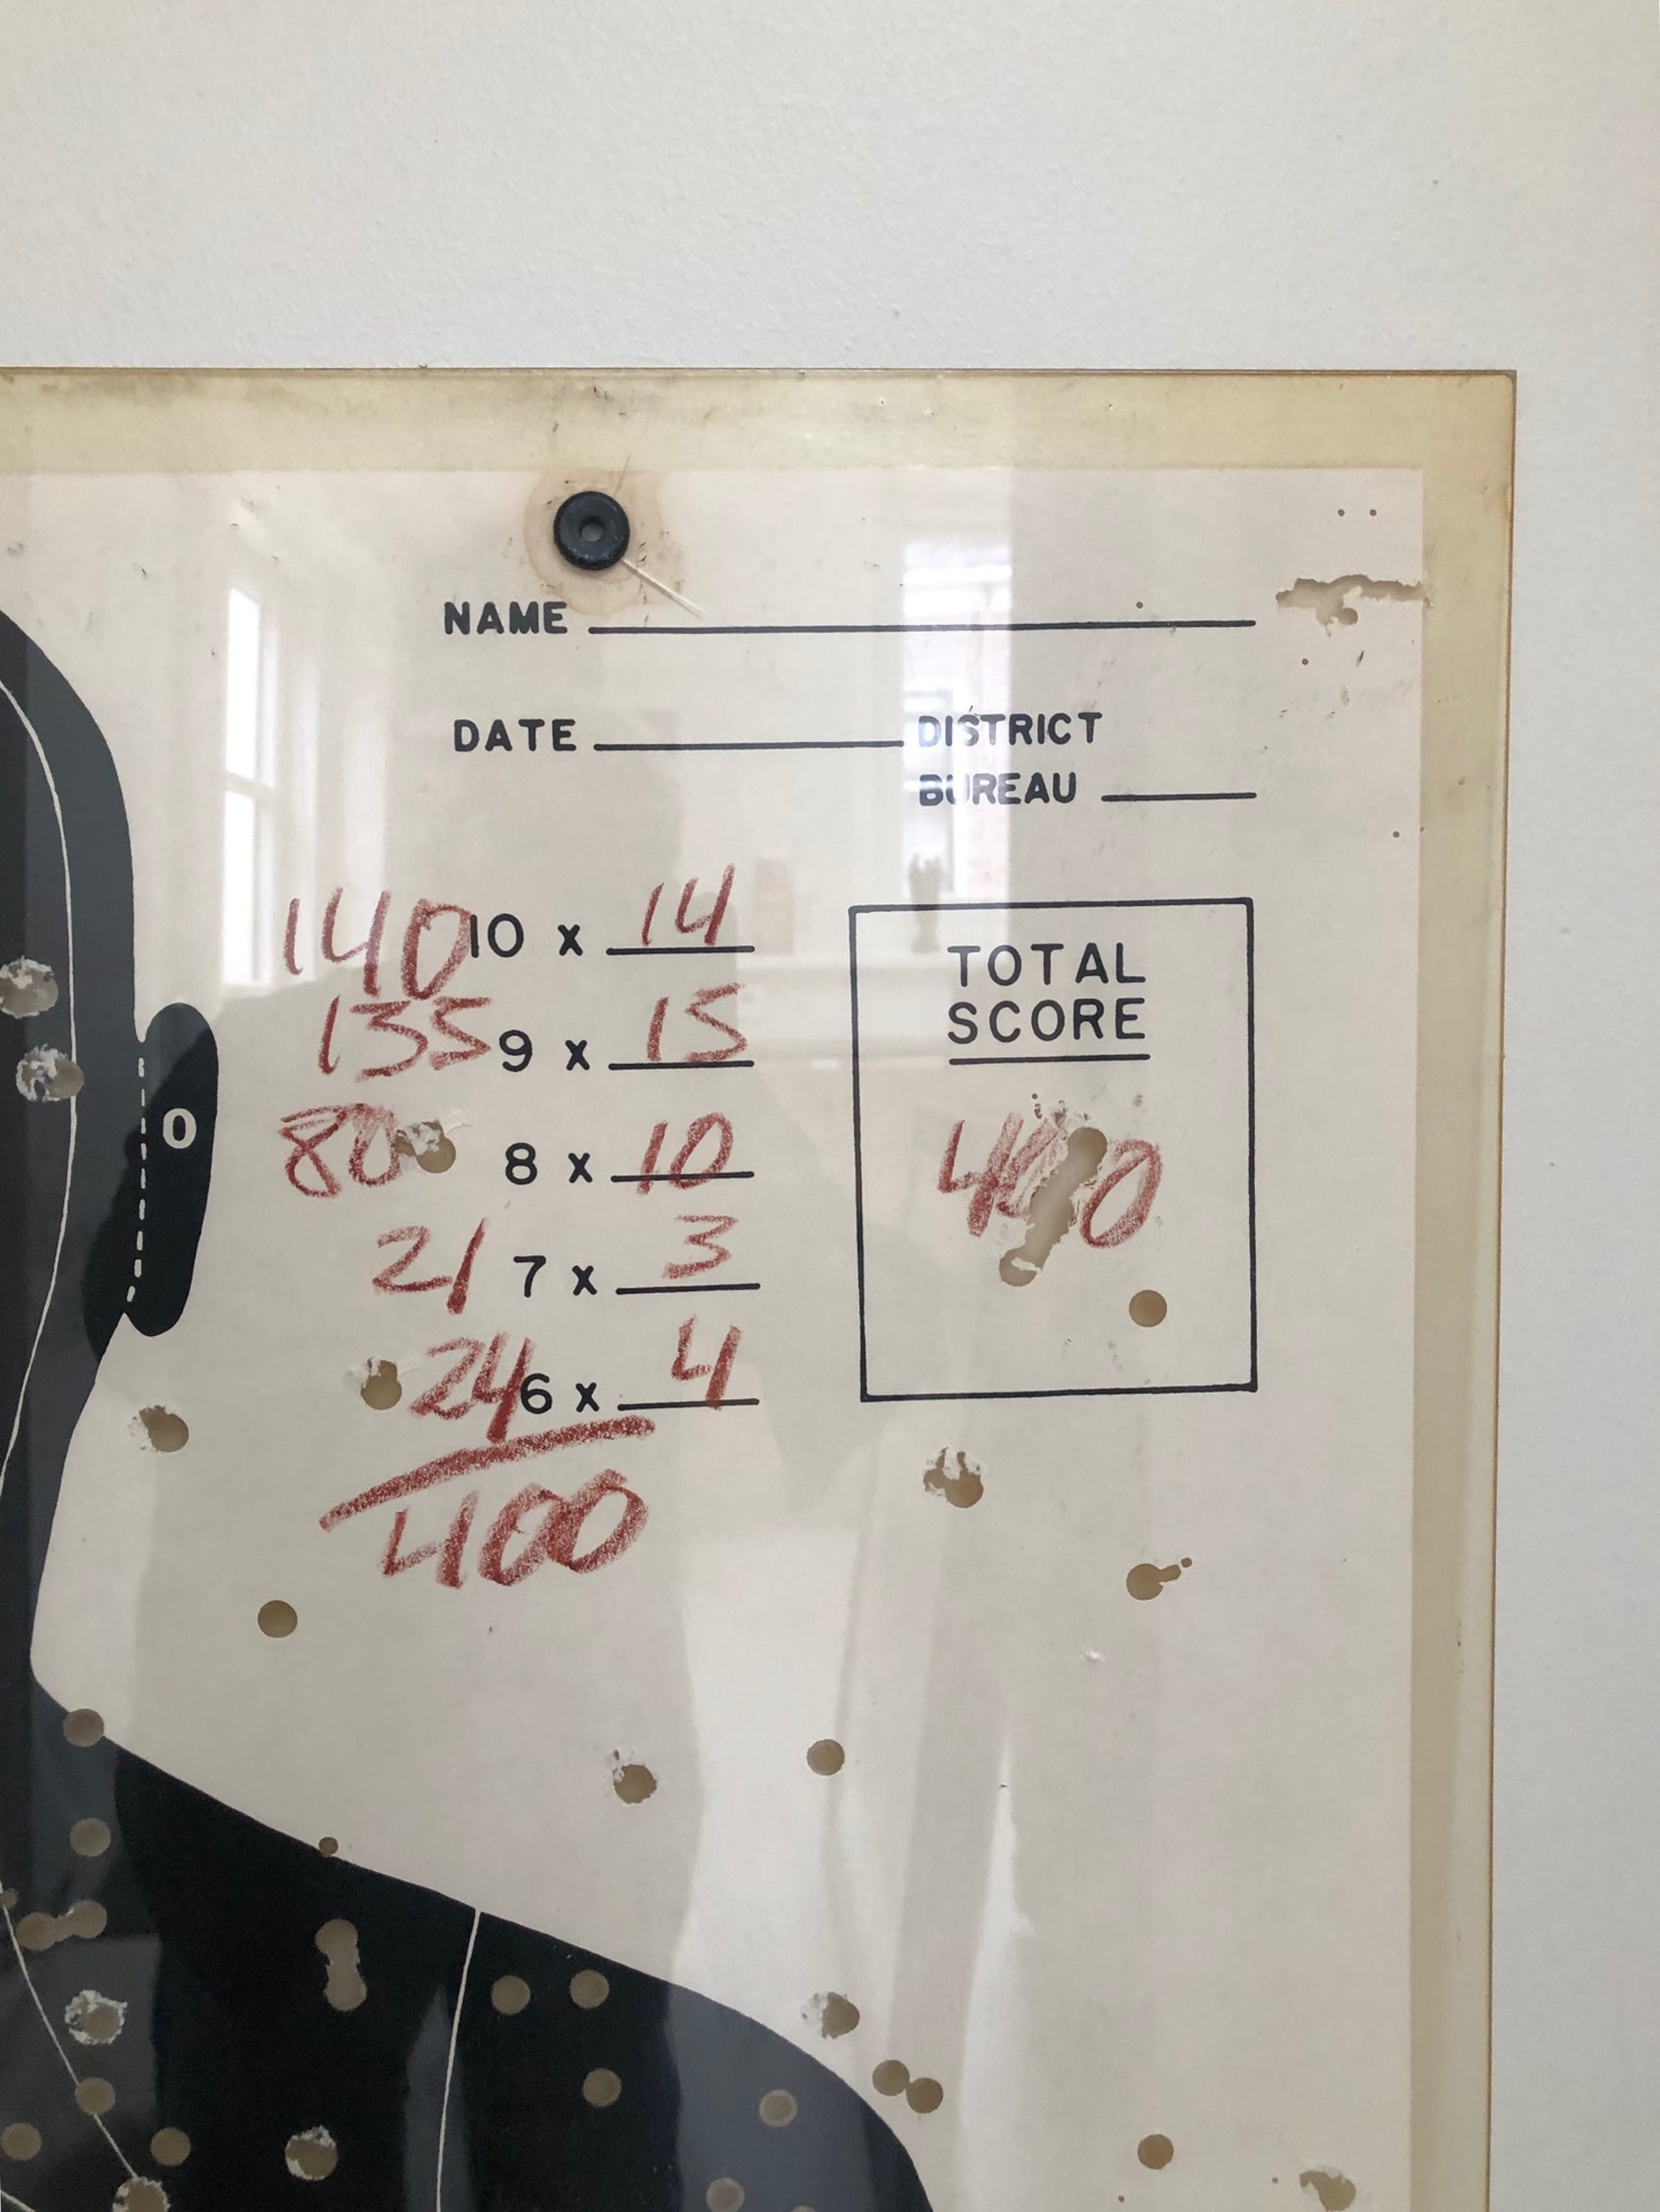 NAME
DATE DISTRICT
BUREAU
140 10 x 14
135 9 x 15
80 8 x 10
21 7 x 3
24 6 x 4
400
TOTAL
SCORE
400
0